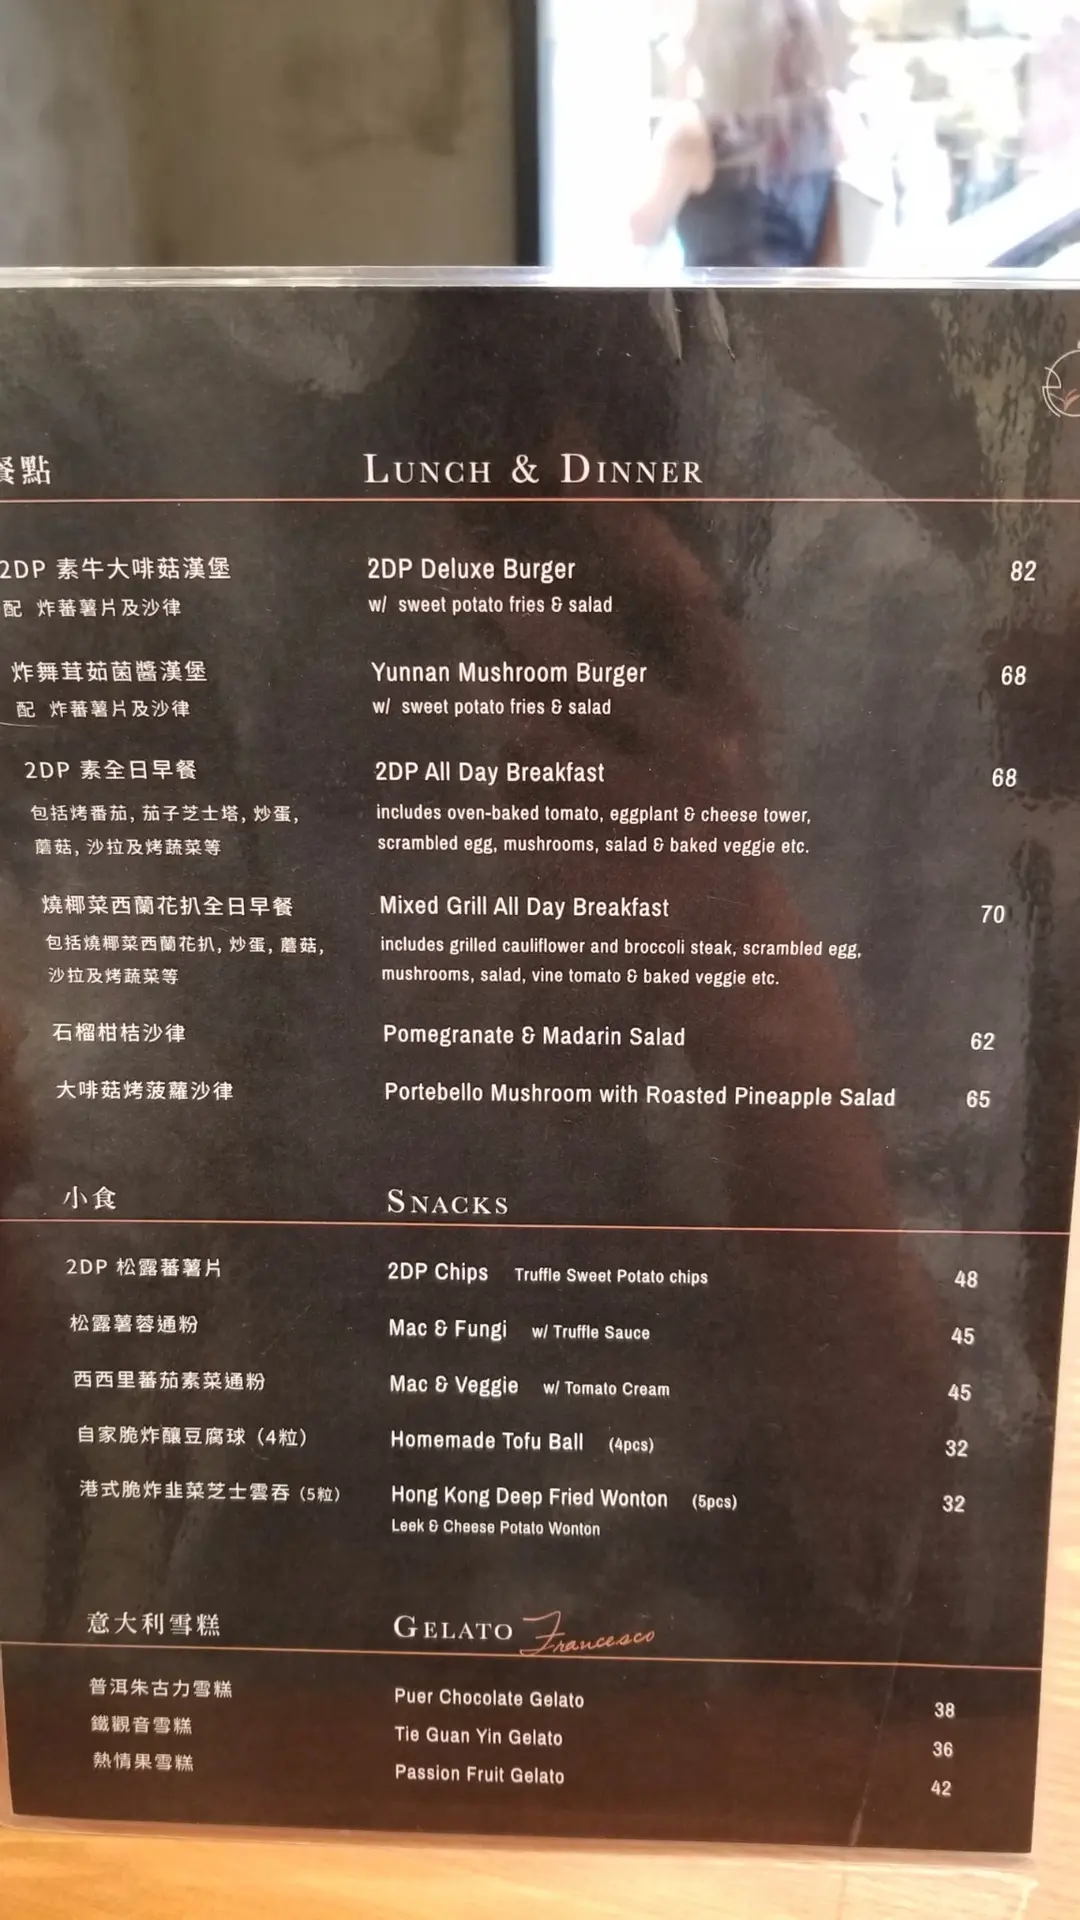 餐點 LUNCH & DINNER
2DP 素牛大啡菇漢堡 2DP Deluxe Burger 82
配 炸蕃薯片及沙律 w/ sweet potato fries & salad
炸舞茸茹菌醬漢堡 Yunnan Mushroom Burger 68
配 炸蕃薯片及沙律 w/ sweet potato fries & salad
2DP 素全日早餐 2DP All Day Breakfast 68
包括烤番茄, 茄子芝士塔, 炒蛋, includes oven-baked tomato, eggplant & cheese tower,
蘑菇, 沙拉及烤蔬菜等 scrambled egg, mushrooms, salad & baked veggie etc.
燒椰菜西蘭花扒全日早餐 Mixed Grill All Day Breakfast 70
包括燒椰菜西蘭花扒, 炒蛋, 蘑菇, includes grilled cauliflower and broccoli steak, scrambled egg,
沙拉及烤蔬菜等 mushrooms, salad, vine tomato & baked veggie etc.
石榴柑桔沙律 Pomegranate & Madarin Salad 62
大啡菇烤菠蘿沙律 Portebello Mushroom with Roasted Pineapple Salad 65
小食 SNACKS
2DP 松露蕃薯片 2DP Chips Truffle Sweet Potato chips 48
松露薯蓉通粉 Mac & Fungi w/ Truffle Sauce 45
西西里蕃茄素菜通粉 Mac & Veggie w/ Tomato Cream 45
自家脆炸釀豆腐球（4粒） Homemade Tofu Ball (4pcs) 32
港式脆炸韭菜芝士雲吞（5粒） Hong Kong Deep Fried Wonton (5pcs) 32
Leek & Cheese Potato Wonton
意大利雪糕 GELATO Francesco
普洱朱古力雪糕 Puer Chocolate Gelato 38
鐵觀音雪糕 Tie Guan Yin Gelato 36
熱情果雪糕 Passion Fruit Gelato 42